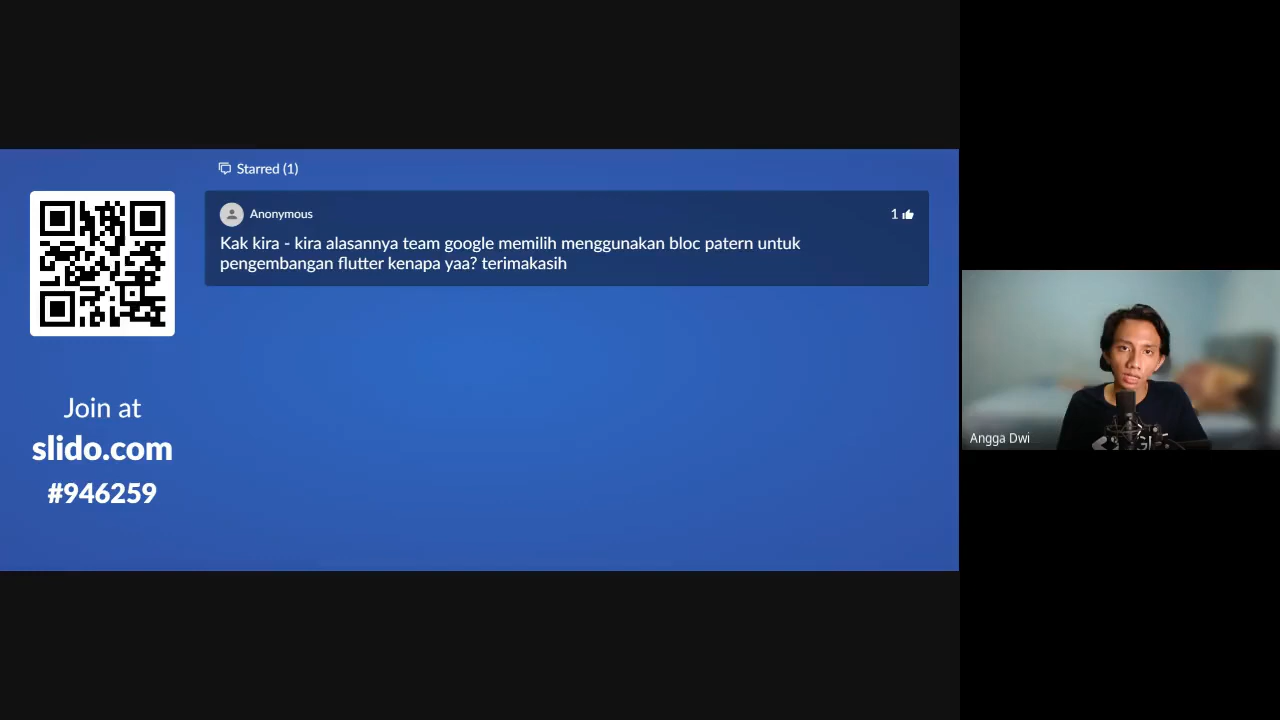 Starred (1)
Anonymous
1
Kak kira - kira alasannya team google memilih menggunakan bloc patern untuk
pengembangan flutter kenapa yaa? terimakasih
Join at
slido.com
#946259
Angga Dwi